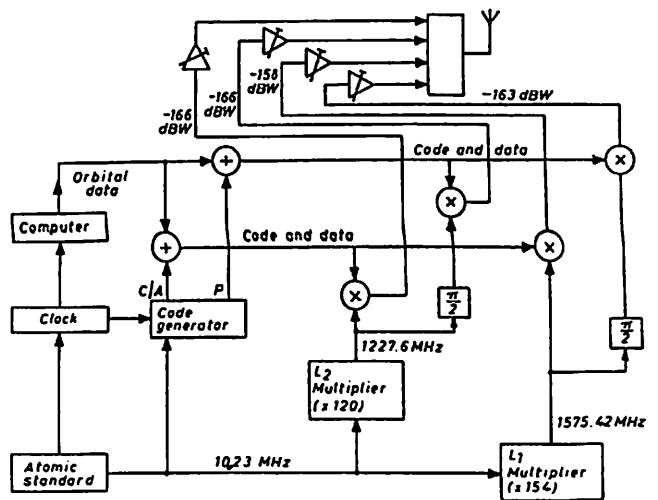 -166
dBW
-166
dBW
-158
dBW
-163 dBW
Orbital
data
Code and data
Computer
Code and data
C/A
P
Clock
Code
generator
π/2
π/2
1227.6 MHz
L2
Multiplier
(x 120)
1575.42 MHz
Atomic
standard
10,23 MHz
L1
Multiplier
(x 154)